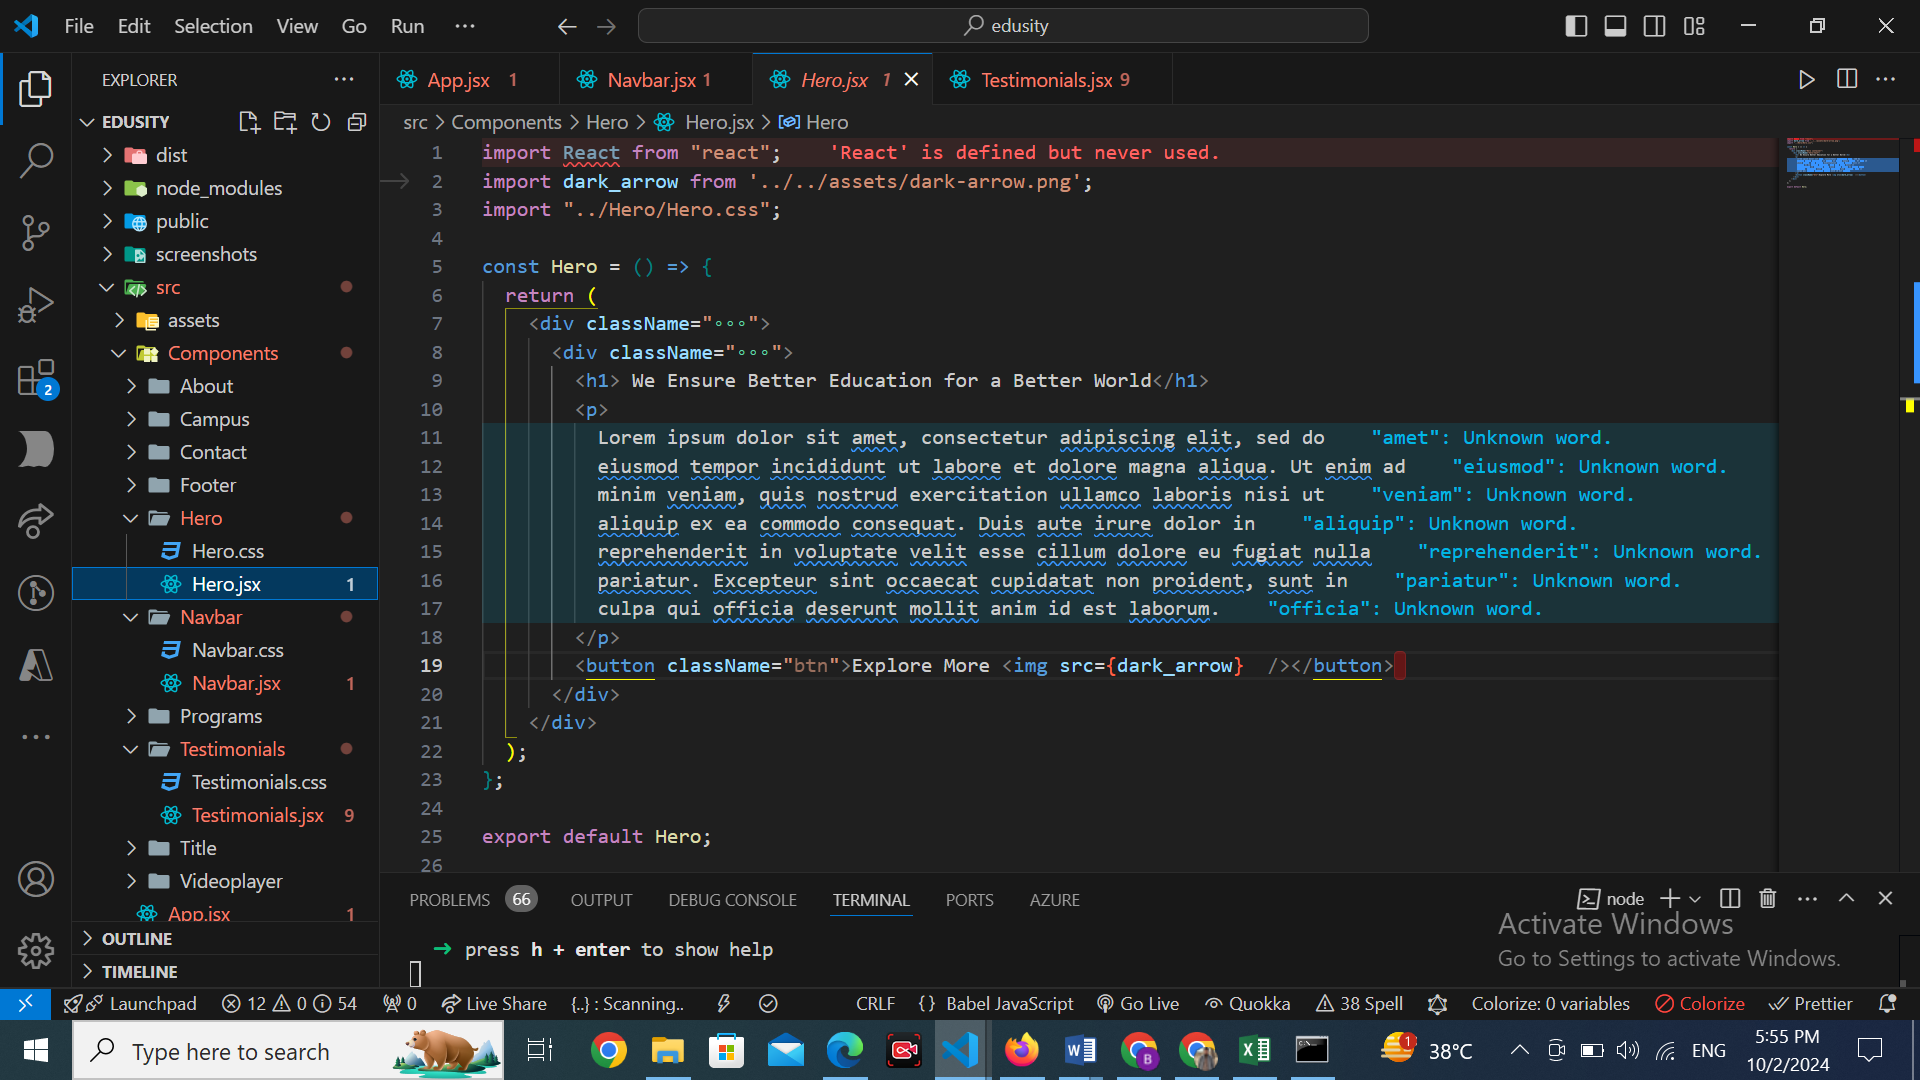 File Edit Selection View Go Run ··· edusity
EXPLORER ···
EDUSITY
dist
node_modules
public
screenshots
src
assets
Components
About
Campus
Contact
Footer
Hero
Hero.css
Hero.jsx 1
Navbar
Navbar.css
Navbar.jsx 1
Programs
Testimonials
Testimonials.css
Testimonials.jsx 9
Title
Videoplayer
App.jsx 1
OUTLINE
TIMELINE
2
App.jsx 1 Navbar.jsx 1 Hero.jsx 1 Testimonials.jsx 9
src > Components > Hero > Hero.jsx > Hero
1 import React from "react"; 'React' is defined but never used.
2 import dark_arrow from '../../assets/dark-arrow.png';
3 import "../Hero/Hero.css";
4
5 const Hero = () => {
6 return (
7 <div className="∘∘∘">
8 <div className="∘∘∘">
9 <h1> We Ensure Better Education for a Better World</h1>
10 <p>
11 Lorem ipsum dolor sit amet, consectetur adipiscing elit, sed do "amet": Unknown word.
12 eiusmod tempor incididunt ut labore et dolore magna aliqua. Ut enim ad "eiusmod": Unknown word.
13 minim veniam, quis nostrud exercitation ullamco laboris nisi ut "veniam": Unknown word.
14 aliquip ex ea commodo consequat. Duis aute irure dolor in "aliquip": Unknown word.
15 reprehenderit in voluptate velit esse cillum dolore eu fugiat nulla "reprehenderit": Unknown word.
16 pariatur. Excepteur sint occaecat cupidatat non proident, sunt in "pariatur": Unknown word.
17 culpa qui officia deserunt mollit anim id est laborum. "officia": Unknown word.
18 </p>
19 <button className="btn">Explore More <img src={dark_arrow} /></button>
20 </div>
21 </div>
22 );
23 };
24
25 export default Hero;
26
PROBLEMS 66 OUTPUT DEBUG CONSOLE TERMINAL PORTS AZURE node
➜ press h + enter to show help
Activate Windows
Go to Settings to activate Windows.
Launchpad 12 0 54 0 Live Share {..} : Scanning.. CRLF {} Babel JavaScript Go Live Quokka 38 Spell Colorize: 0 variables Colorize Prettier
Type here to search 1 38°C ENG 5:55 PM
10/2/2024